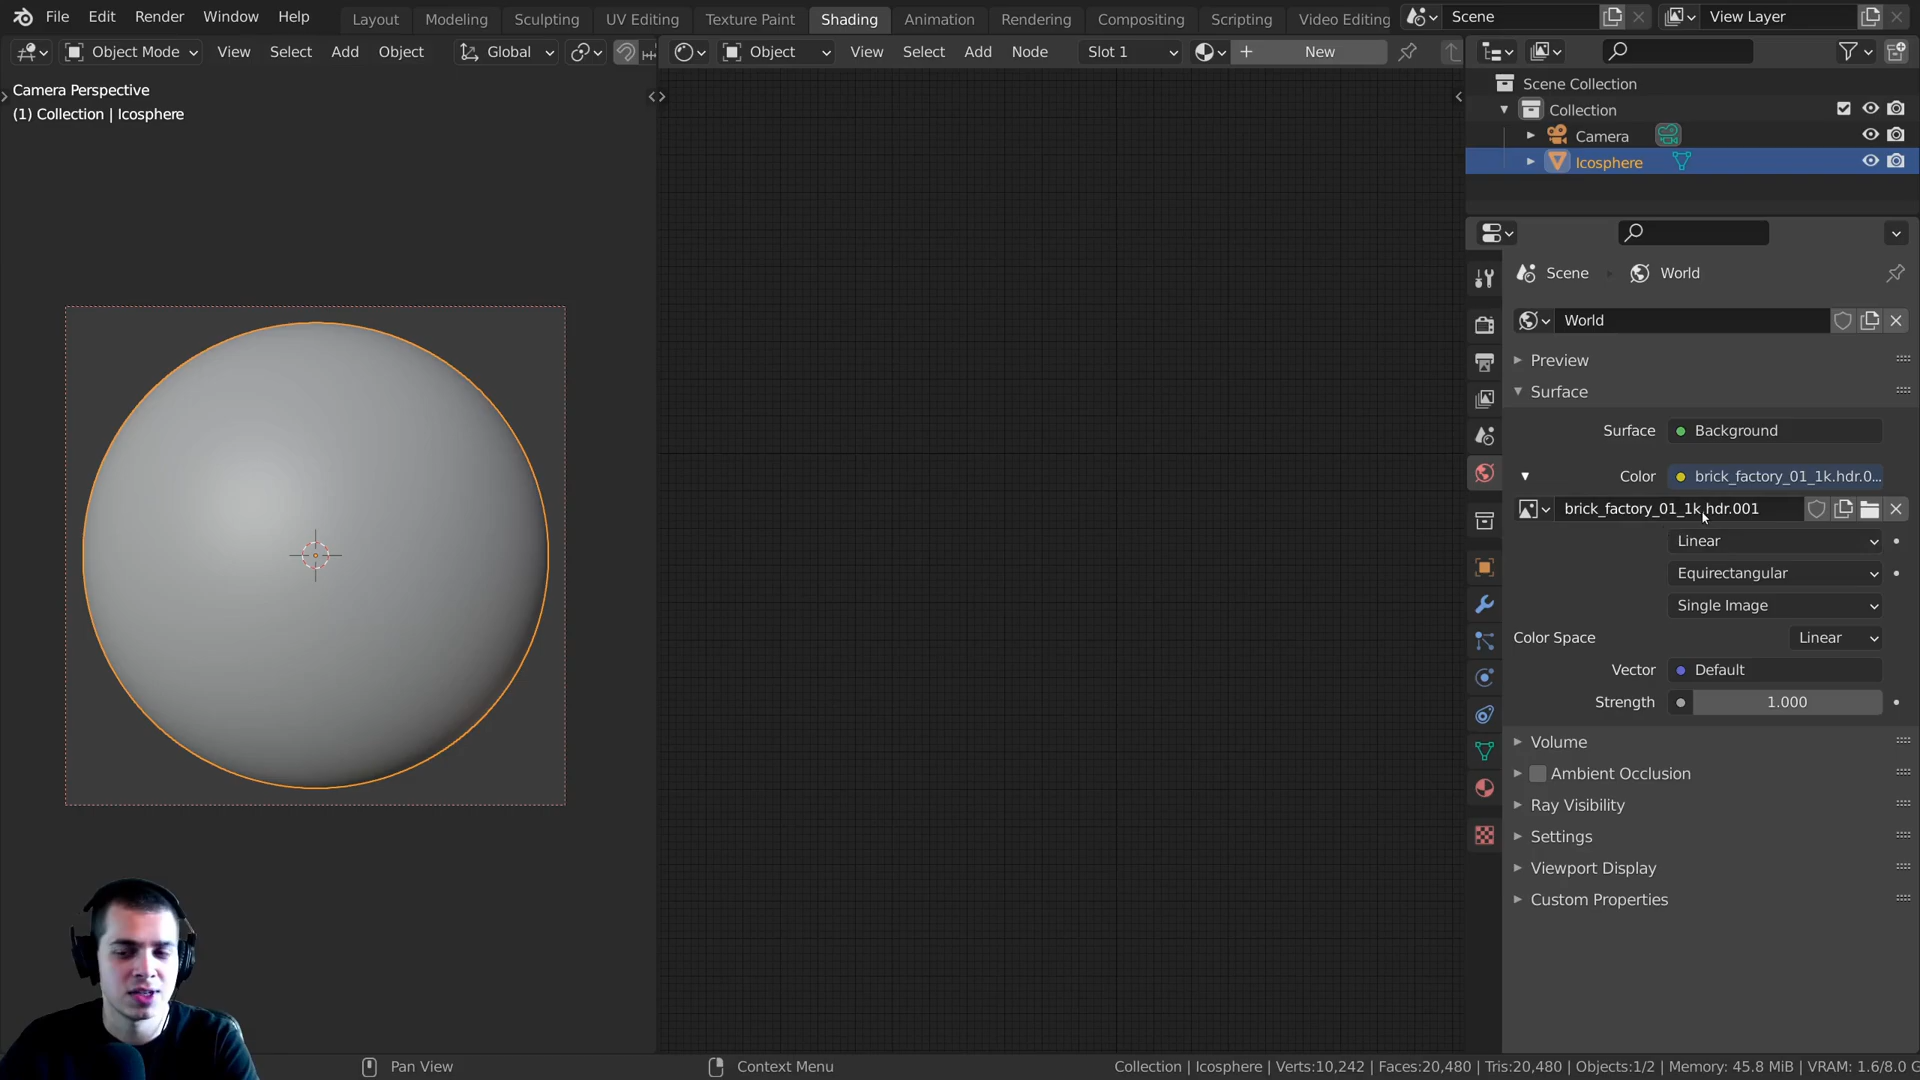 File Edit Render Window Help Layout Modeling Sculpting UV Editing Texture Paint Shading Animation Rendering Compositing Scripting Video Editing Scene View Layer
Object Mode View Select Add Object Global Object View Select Add Node Slot 1 New
Camera Perspective
(1) Collection | Icosphere
Scene Collection
Collection
Camera
Icosphere
Scene World
World
Preview
Surface
Surface Background
Color brick_factory_01_1k.hdr.0...
brick_factory_01_1k.hdr.001
Linear
Equirectangular
Single Image
Color Space Linear
Vector Default
Strength 1.000
Volume
Ambient Occlusion
Ray Visibility
Settings
Viewport Display
Custom Properties
Pan View Context Menu Collection | Icosphere | Verts:10,242 | Faces:20,480 | Tris:20,480 | Objects:1/2 | Memory: 45.8 MiB | VRAM: 1.6/8.0 G